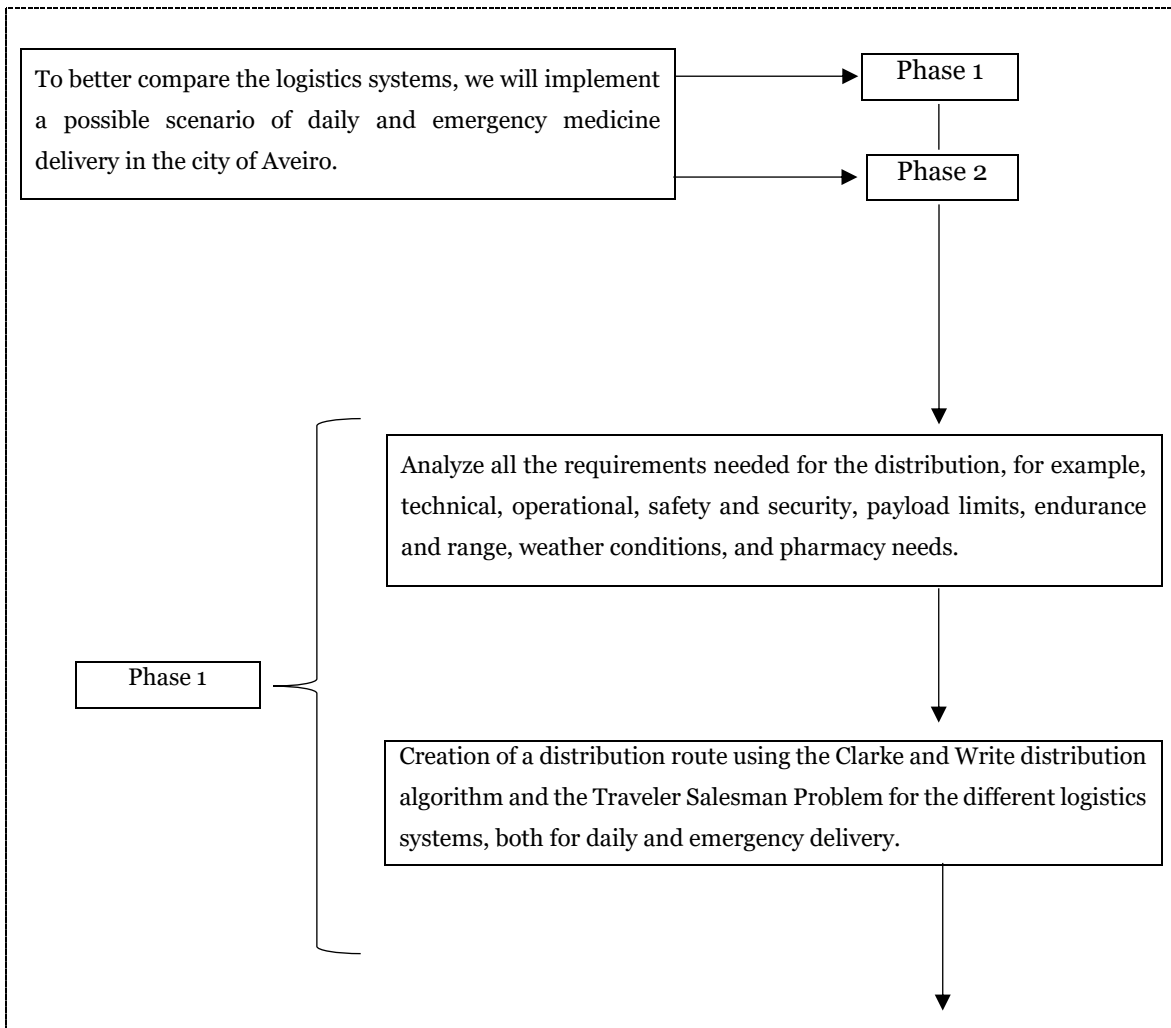 To better compare the logistics systems, we will implement
a possible scenario of daily and emergency medicine
delivery in the city of Aveiro.
Phase 1
Phase 2
Analyze all the requirements needed for the distribution, for example,
technical, operational, safety and security, payload limits, endurance
and range, weather conditions, and pharmacy needs.
Phase 1
Creation of a distribution route using the Clarke and Write distribution
algorithm and the Traveler Salesman Problem for the different logistics
systems, both for daily and emergency delivery.